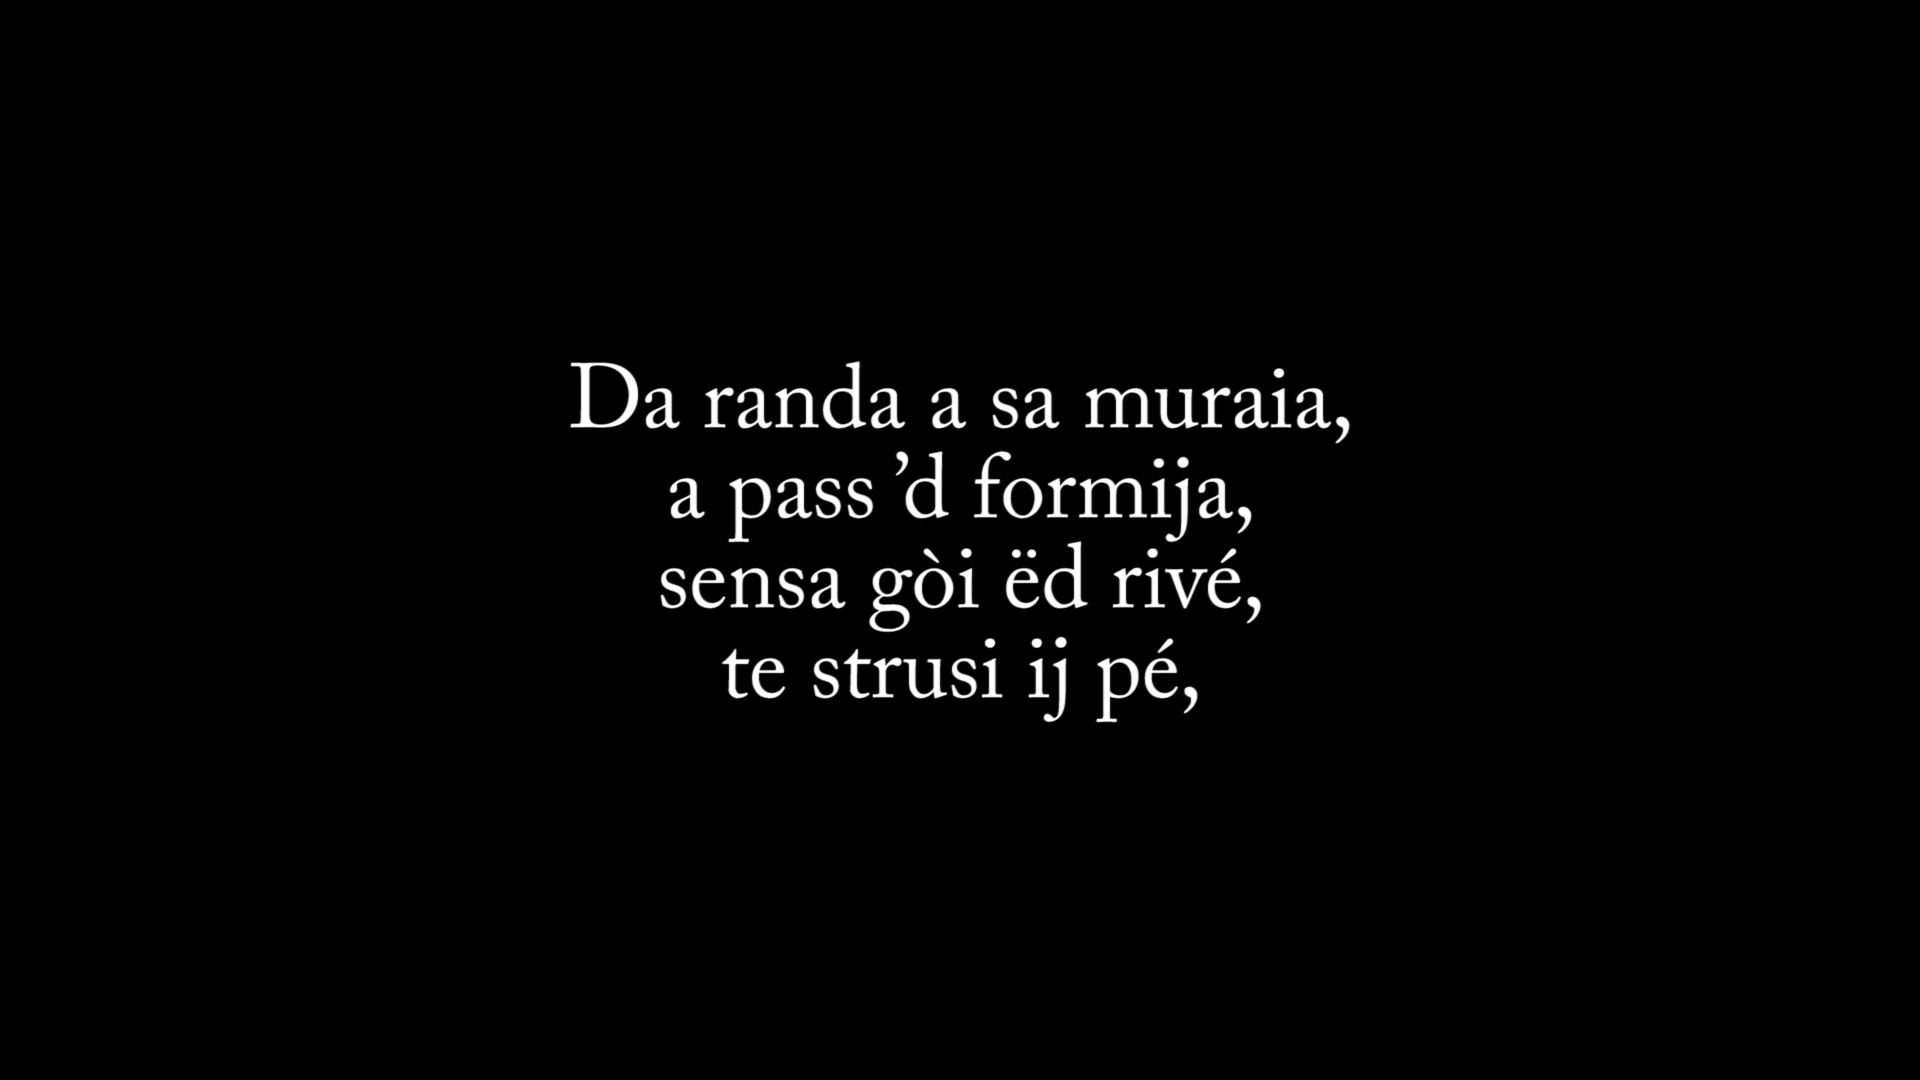 Da randa a sa muraia,
a pass ’d formija,
sensa gòi ëd rivé,
te strusi ij pé,